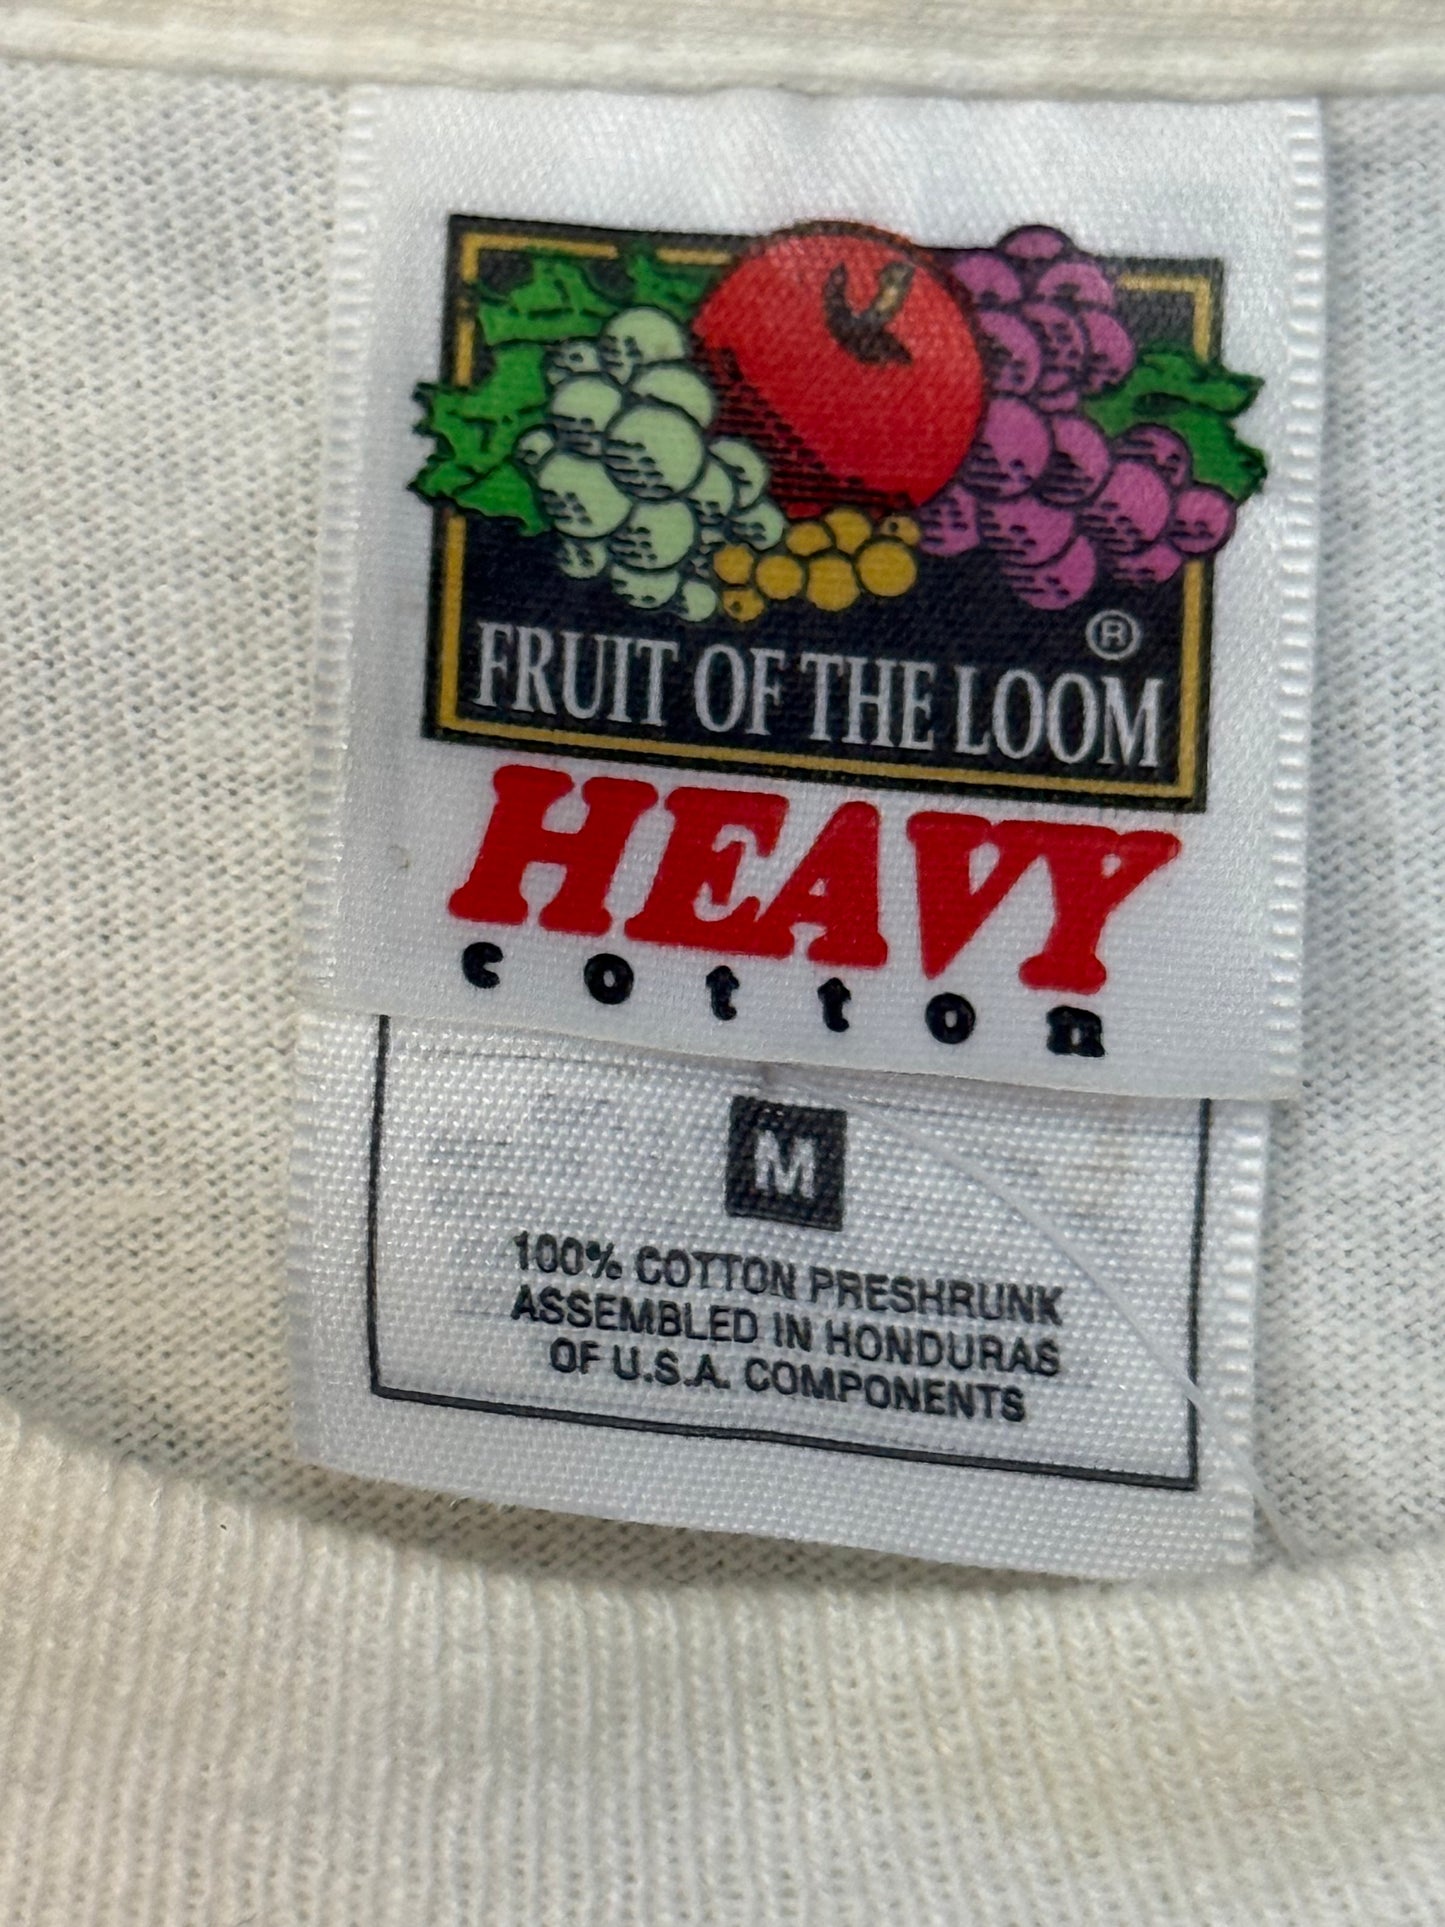 ®
FRUIT OF THE LOOM
HEAVY
cotton
M
100% COTTON PRESHRUNK
ASSEMBLED IN HONDURAS
OF U.S.A. COMPONENTS